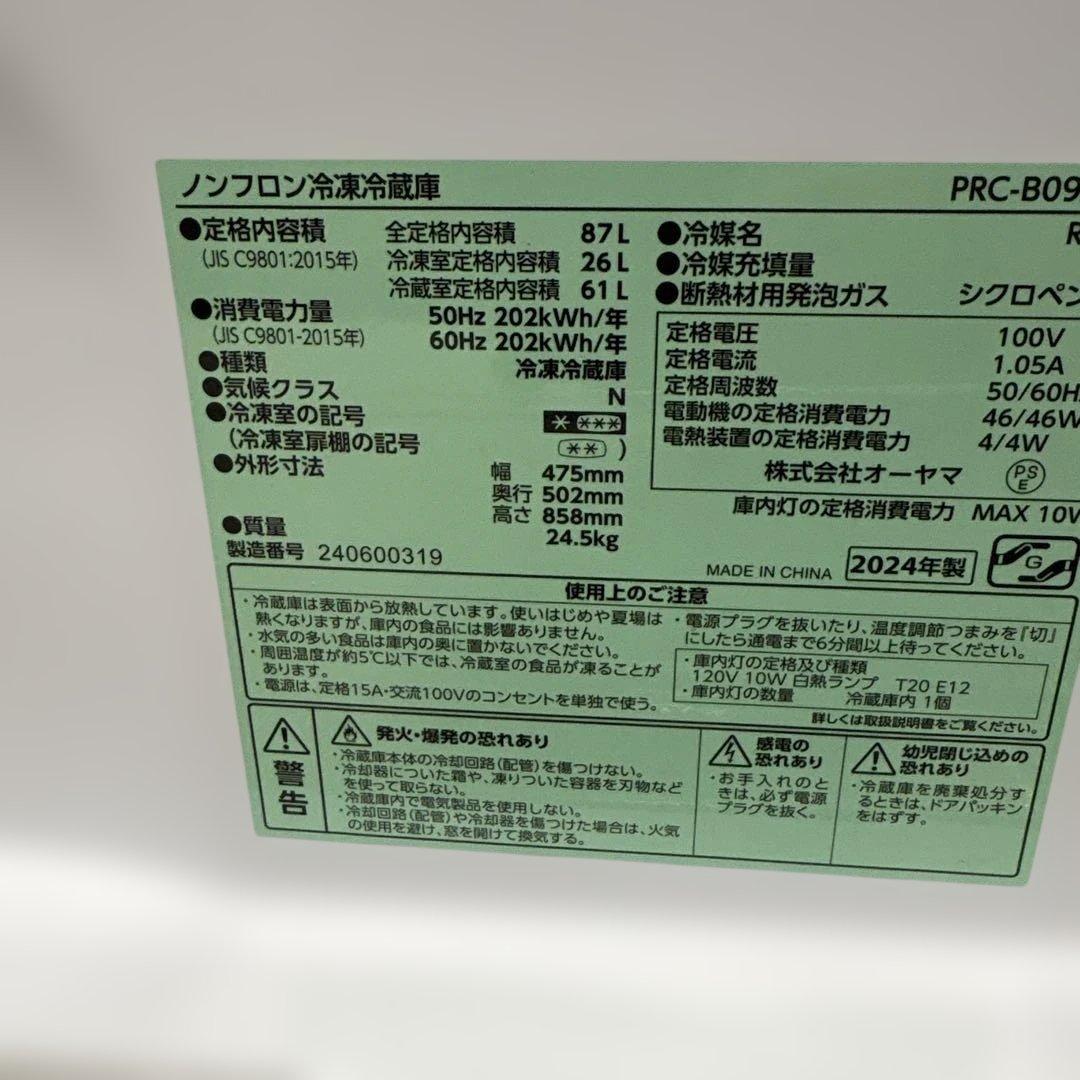 ノンフロン冷凍冷蔵庫 PRC-B09
●定格内容積 全定格内容積 87L
(JIS C9801:2015年) 冷凍室定格内容積 26L
冷蔵室定格内容積 61L
●消費電力量 50Hz 202kWh/年
(JIS C9801-2015年) 60Hz 202kWh/年
●種類 冷凍冷蔵庫
●気候クラス N
●冷凍室の記号 * ***
(冷凍室扉棚の記号 ** )
●外形寸法 幅 475mm
奥行 502mm
高さ 858mm
●質量 24.5kg
製造番号 240600319
●冷媒名 R
●冷媒充填量
●断熱材用発泡ガス シクロペン
定格電圧 100V
定格電流 1.05A
定格周波数 50/60Hz
電動機の定格消費電力 46/46W
電熱装置の定格消費電力 4/4W
株式会社オーヤマ PSE
庫内灯の定格消費電力 MAX 10W
MADE IN CHINA 2024年製 G
使用上のご注意
・冷蔵庫は表面から放熱しています。使いはじめや夏場は
熱くなりますが、庫内の食品には影響ありません。
・水気の多い食品は庫内の奥に置かないでください。
・周囲温度が約5℃以下では、冷蔵室の食品が凍ることが
あります。
・電源は、定格15A・交流100Vのコンセントを単独で使う。
・電源プラグを抜いたり、温度調節つまみを『切』
にしたら通電まで6分間以上待ってください。
・庫内灯の定格及び種類
120V 10W 白熱ランプ T20 E12
・庫内灯の数量 冷蔵庫内 1個
詳しくは取扱説明書をご覧ください。
警告
発火・爆発の恐れあり
・冷蔵庫本体の冷却回路(配管)を傷つけない。
・冷却器についた霜や、凍りついた容器を刃物など
を使って取らない。
・冷蔵庫内で電気製品を使用しない。
・冷却回路(配管)や冷却器を傷つけた場合は、火気
の使用を避け、窓を開けて換気する。
感電の
恐れあり
・お手入れのと
きは、必ず電源
プラグを抜く。
幼児閉じ込めの
恐れあり
・冷蔵庫を廃棄処分す
るときは、ドアパッキン
をはずす。